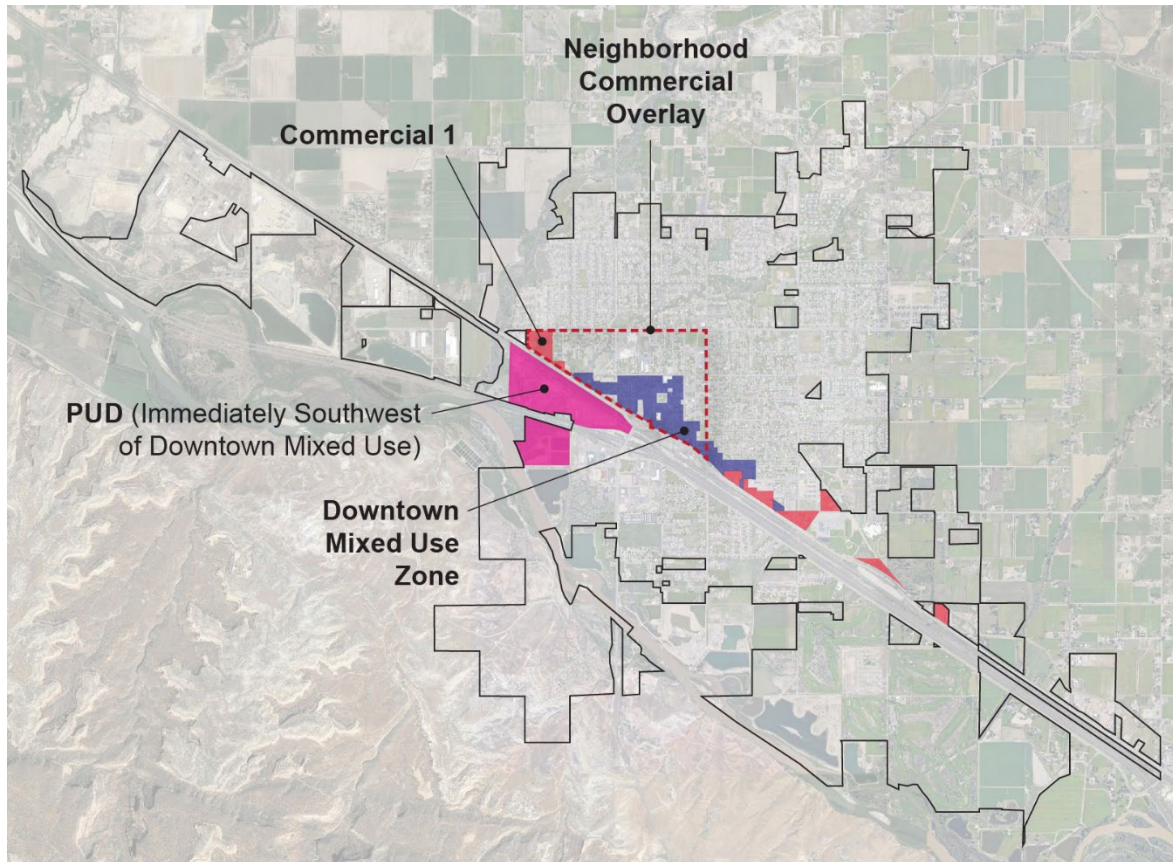 Neighborhood
Commercial
Overlay
Commercial 1
PUD (Immediately Southwest
of Downtown Mixed Use)
Downtown
Mixed Use
Zone